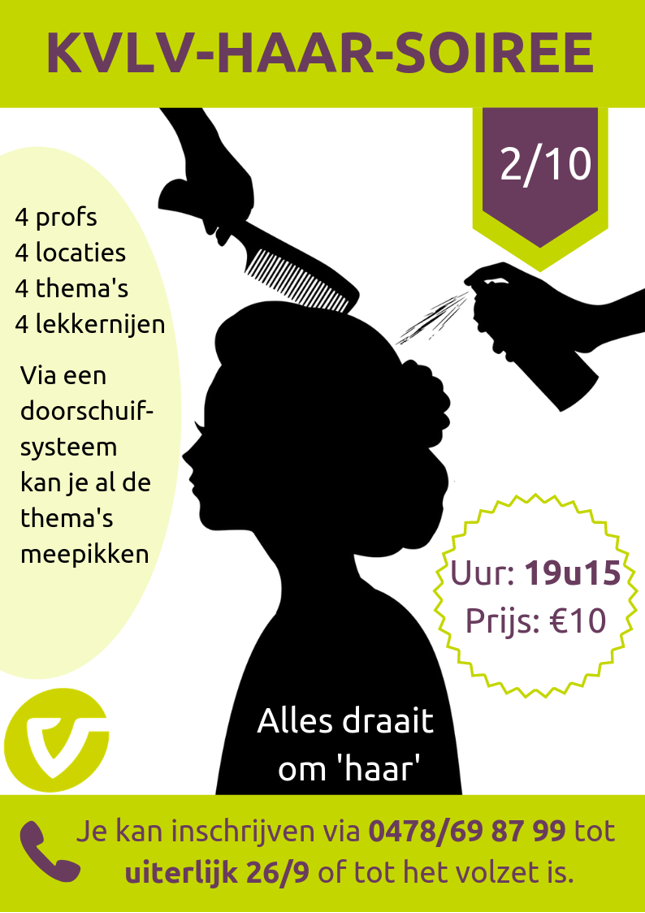 KVLV-HAAR-SOIREE
2/10
4 profs
4 locaties
4 thema's
4 lekkernijen
Via een
doorschuif-
systeem
kan je al de
thema's
meepikken
Uur: 19u15
Prijs: €10
Alles draait
om 'haar'
Je kan inschrijven via 0478/69 87 99 tot
uiterlijk 26/9 of tot het volzet is.